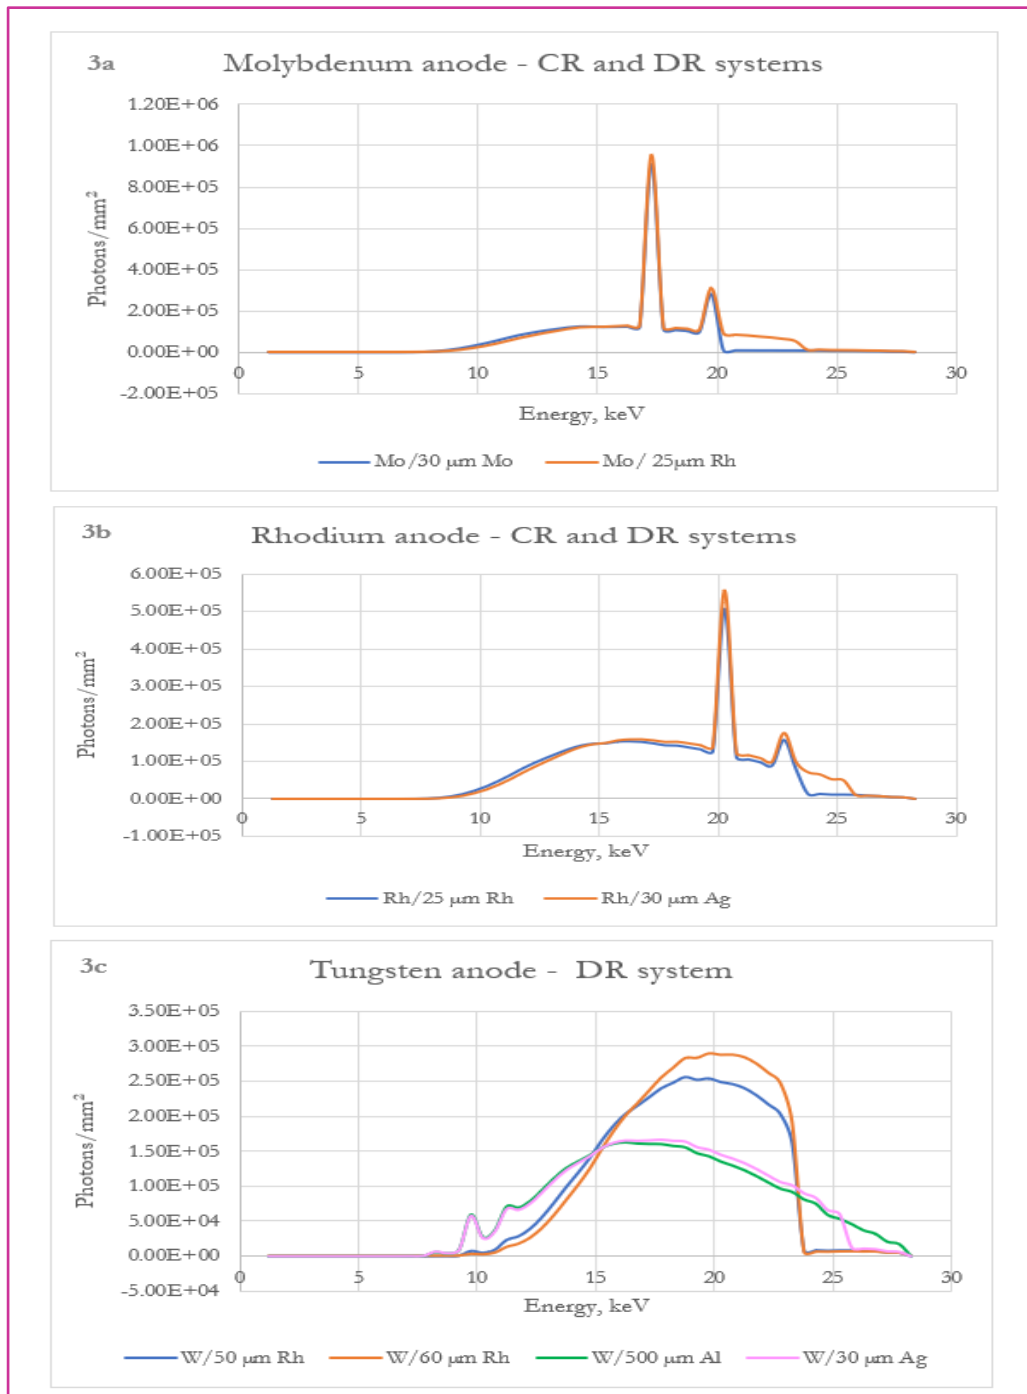 3a Molybdenum anode - CR and DR systems
1.20E+06
1.00E+06
8.00E+05
6.00E+05
4.00E+05
2.00E+05
0.00E+00
-2.00E+05
Photons/mm²
0 5 10 15 20 25 30
Energy, keV
Mo/30 µm Mo Mo/ 25µm Rh
3b Rhodium anode - CR and DR systems
6.00E+05
5.00E+05
4.00E+05
3.00E+05
2.00E+05
1.00E+05
0.00E+00
-1.00E+05
Photons/mm²
0 5 10 15 20 25 30
Energy, keV
Rh/25 µm Rh Rh/30 µm Ag
3c Tungsten anode - DR system
3.50E+05
3.00E+05
2.50E+05
2.00E+05
1.50E+05
1.00E+05
5.00E+04
0.00E+00
-5.00E+04
Photons/mm²
0 5 10 15 20 25 30
Energy, keV
W/50 µm Rh W/60 µm Rh W/500 µm Al W/30 µm Ag